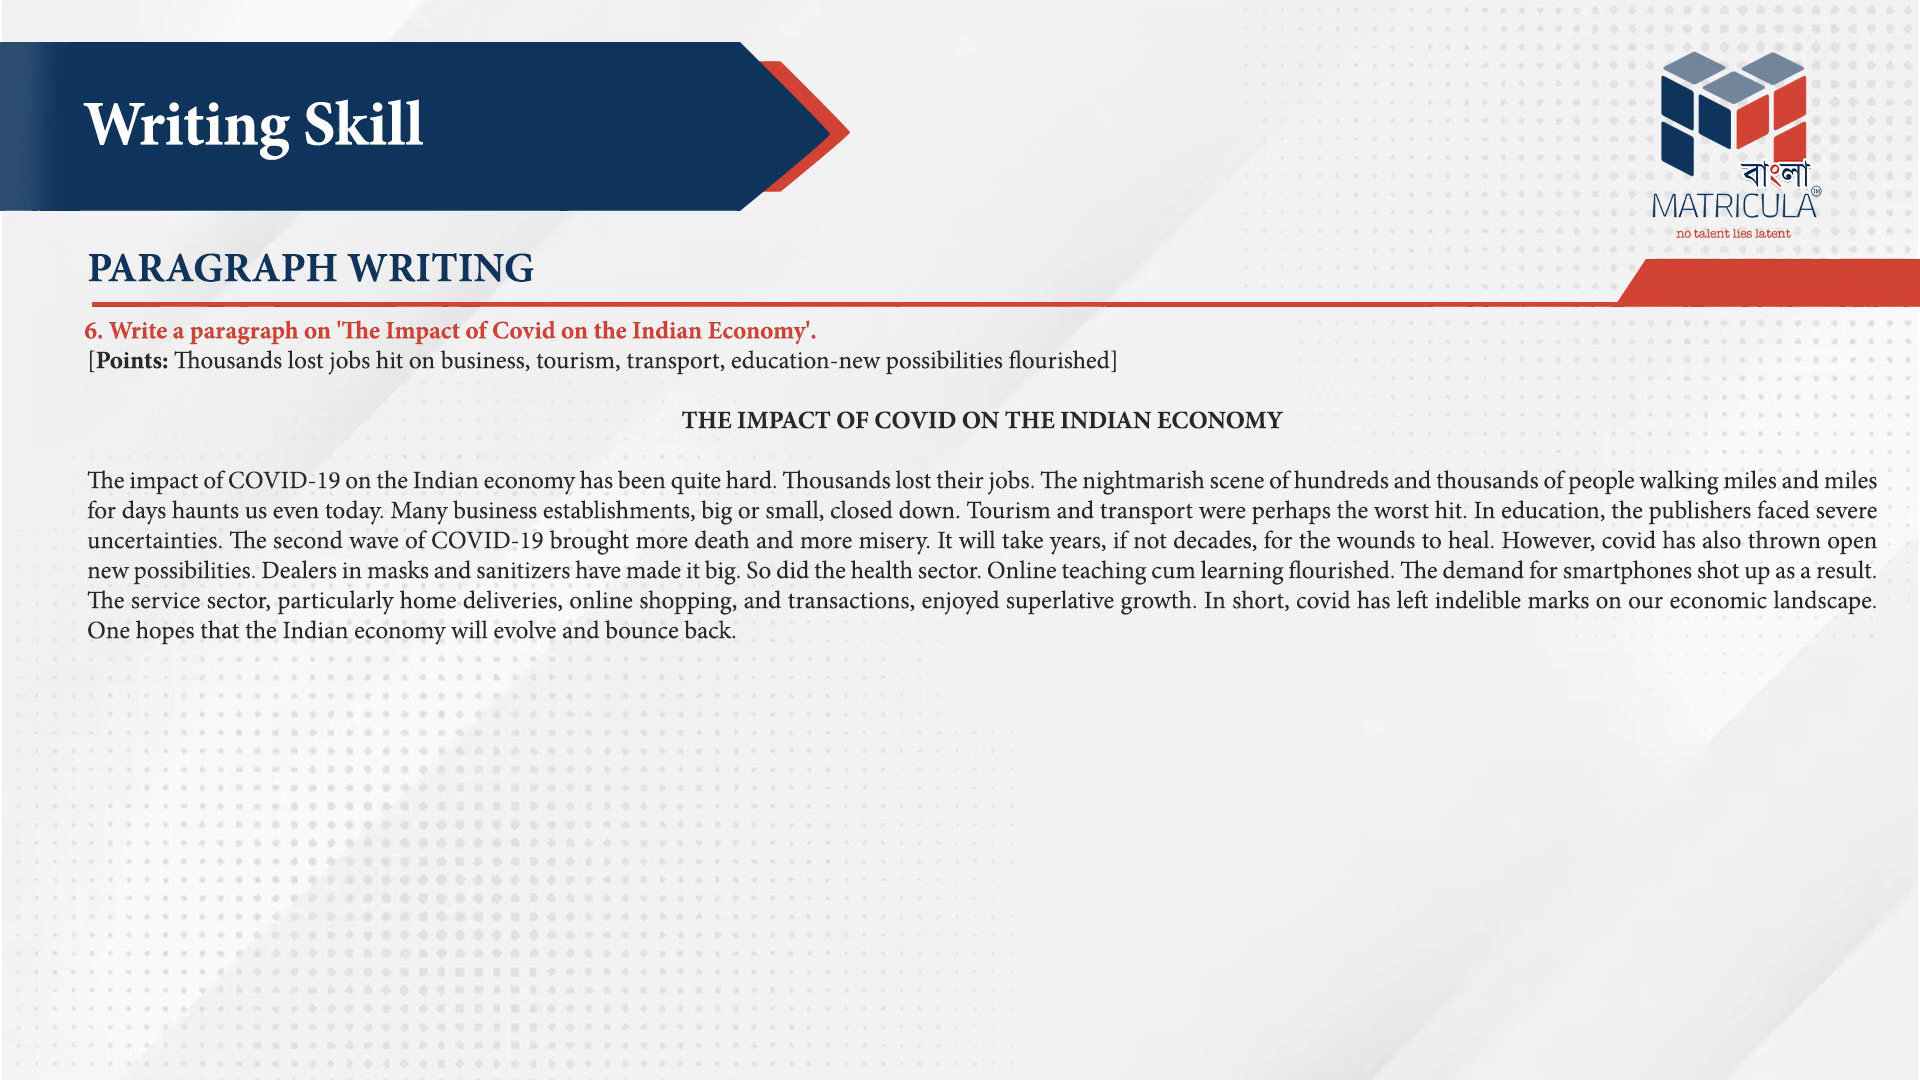 Writing Skill
বাংলা
MATRICULA TM
no talent lies latent
PARAGRAPH WRITING
6. Write a paragraph on 'The Impact of Covid on the Indian Economy'.
[Points: Thousands lost jobs hit on business, tourism, transport, education-new possibilities flourished]
THE IMPACT OF COVID ON THE INDIAN ECONOMY
The impact of COVID-19 on the Indian economy has been quite hard. Thousands lost their jobs. The nightmarish scene of hundreds and thousands of people walking miles and miles
for days haunts us even today. Many business establishments, big or small, closed down. Tourism and transport were perhaps the worst hit. In education, the publishers faced severe
uncertainties. The second wave of COVID-19 brought more death and more misery. It will take years, if not decades, for the wounds to heal. However, covid has also thrown open
new possibilities. Dealers in masks and sanitizers have made it big. So did the health sector. Online teaching cum learning flourished. The demand for smartphones shot up as a result.
The service sector, particularly home deliveries, online shopping, and transactions, enjoyed superlative growth. In short, covid has left indelible marks on our economic landscape.
One hopes that the Indian economy will evolve and bounce back.